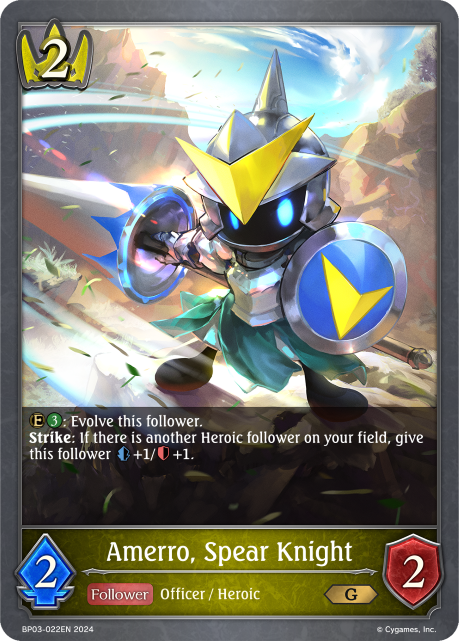 2
E 3: Evolve this follower.
Strike: If there is another Heroic follower on your field, give
this follower +1/ +1.
Amerro, Spear Knight
2
Follower Officer / Heroic
G
2
BP03-022EN 2024
© Cygames, Inc.